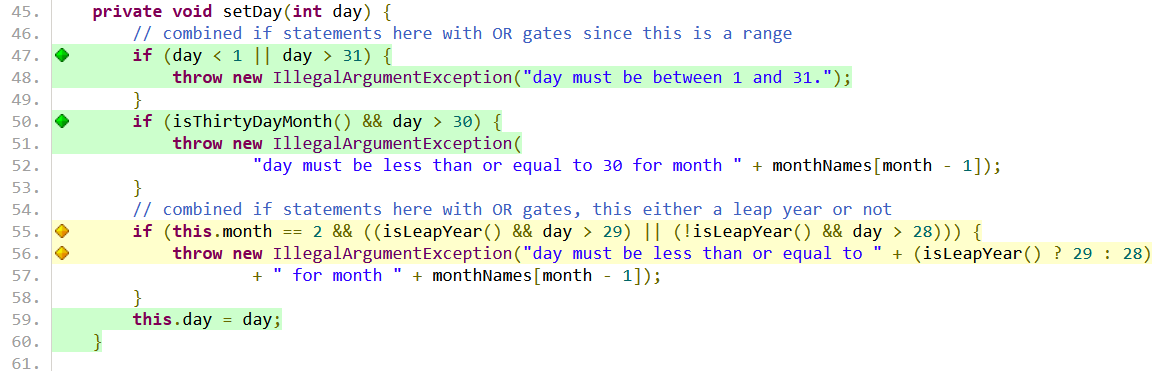 45. private void setDay(int day) {
46. // combined if statements here with OR gates since this is a range
47. if (day < 1 || day > 31) {
48. throw new IllegalArgumentException("day must be between 1 and 31.");
49. }
50. if (isThirtyDayMonth() && day > 30) {
51. throw new IllegalArgumentException(
52. "day must be less than or equal to 30 for month " + monthNames[month - 1]);
53. }
54. // combined if statements here with OR gates, this either a leap year or not
55. if (this.month == 2 && ((isLeapYear() && day > 29) || (!isLeapYear() && day > 28))) {
56. throw new IllegalArgumentException("day must be less than or equal to " + (isLeapYear() ? 29 : 28)
57. + " for month " + monthNames[month - 1]);
58. }
59. this.day = day;
60. }
61.